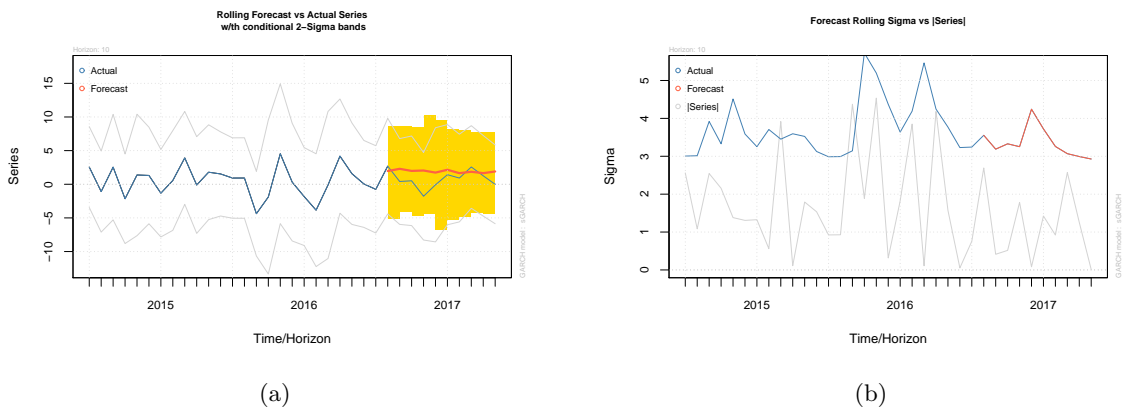 Rolling Forecast vs Actual Series
w/th conditional 2−Sigma bands
Horizon: 10
Actual
Forecast
15
10
5
0
−5
−10
Series
2015
2016
2017
Time/Horizon
GARCH model : sGARCH
(a)
Forecast Rolling Sigma vs |Series|
Horizon: 10
Actual
Forecast
|Series|
5
4
3
2
1
0
Sigma
2015
2016
2017
Time/Horizon
GARCH model : sGARCH
(b)